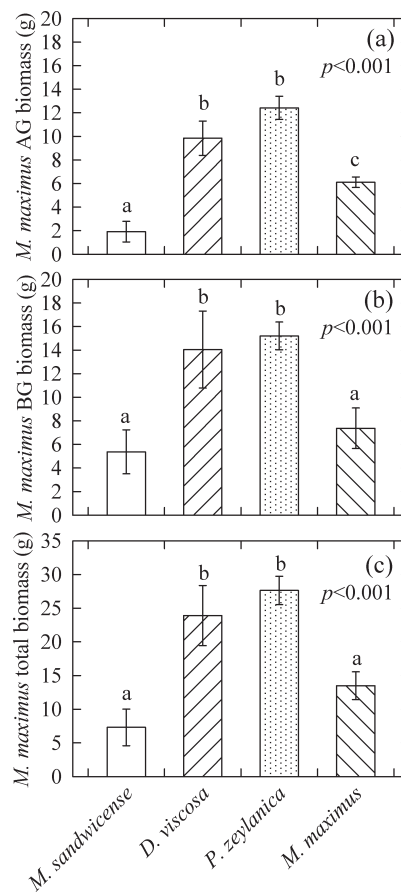 (a)
p<0.001
M. maximus AG biomass (g)
20
18
16
14
12
10
8
6
4
2
0
a
b
b
c
(b)
p<0.001
M. maximus BG biomass (g)
20
18
16
14
12
10
8
6
4
2
0
a
b
b
a
(c)
p<0.001
M. maximus total biomass (g)
35
30
25
20
15
10
5
0
a
b
b
a
M. sandwicense
D. viscosa
P. zeylanica
M. maximus